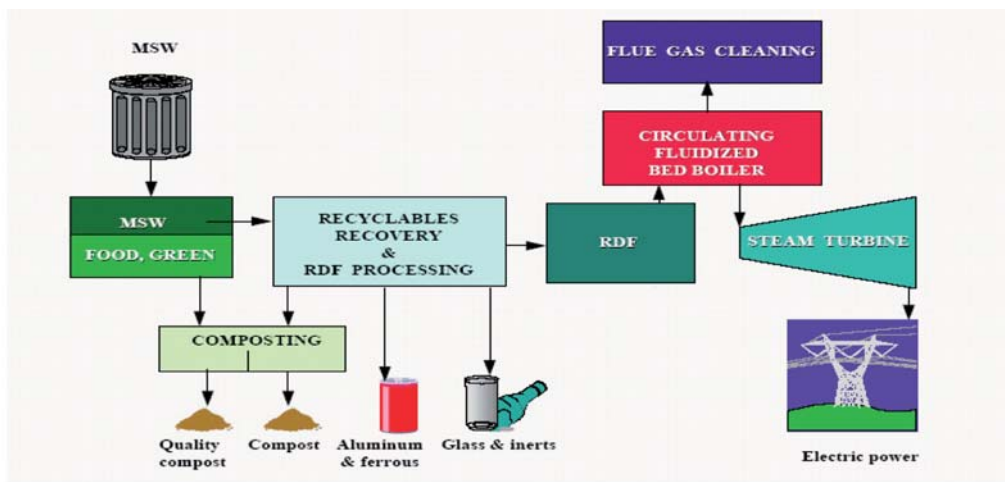 MSW
FLUE GAS CLEANING
CIRCULATING
FLUIDIZED
BED BOILER
MSW
FOOD, GREEN
RECYCLABLES
RECOVERY
&
RDF PROCESSING
RDF
STEAM TURBINE
COMPOSTING
Quality
compost
Compost
Aluminum
& ferrous
Glass & inerts
Electric power